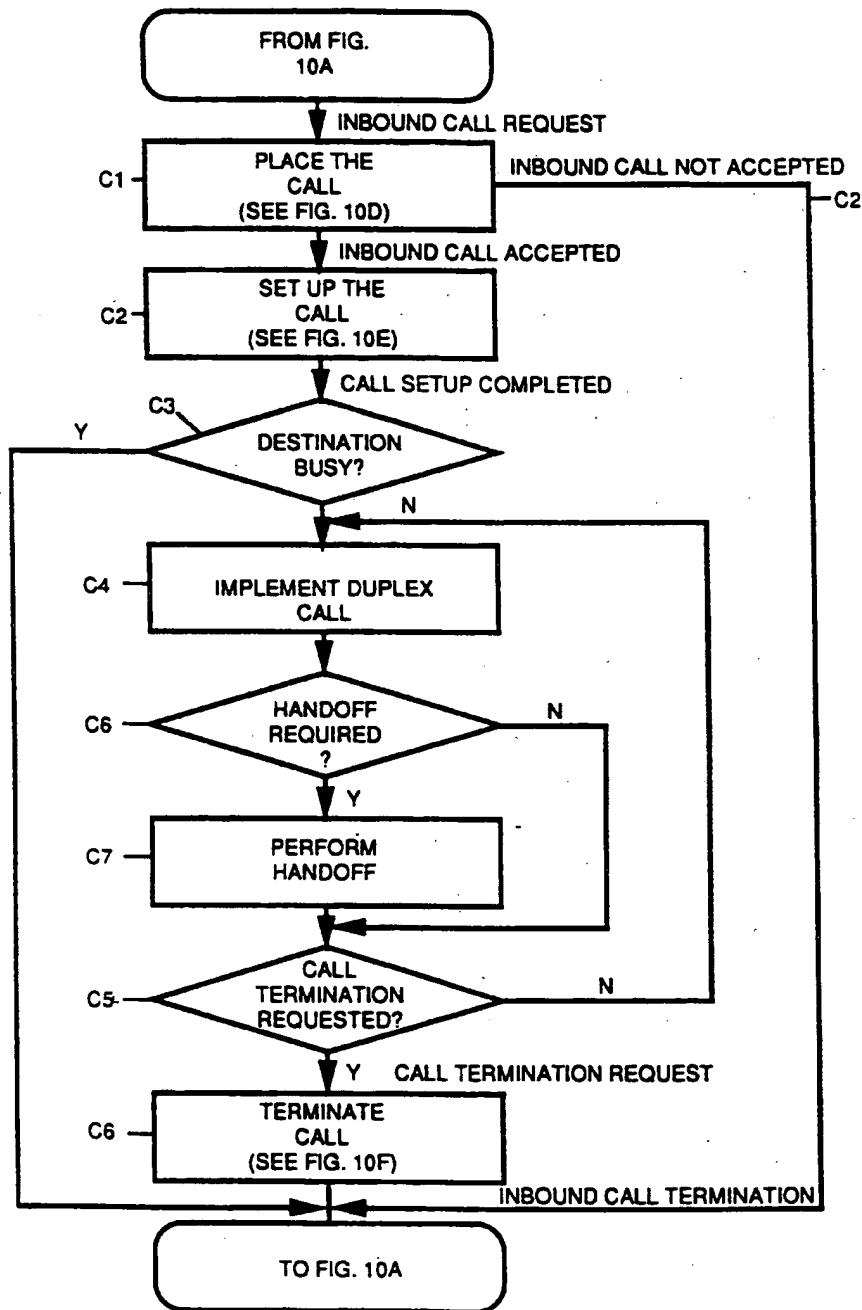 FROM FIG.
10A
INBOUND CALL REQUEST
C1
PLACE THE
CALL
(SEE FIG. 10D)
INBOUND CALL NOT ACCEPTED
C2
INBOUND CALL ACCEPTED
C2
SET UP THE
CALL
(SEE FIG. 10E)
CALL SETUP COMPLETED
C3
Y
DESTINATION
BUSY?
N
C4
IMPLEMENT DUPLEX
CALL
C6
HANDOFF
REQUIRED
?
N
Y
C7
PERFORM
HANDOFF
C5
CALL
TERMINATION
REQUESTED?
N
Y
CALL TERMINATION REQUEST
C6
TERMINATE
CALL
(SEE FIG. 10F)
INBOUND CALL TERMINATION
TO FIG. 10A